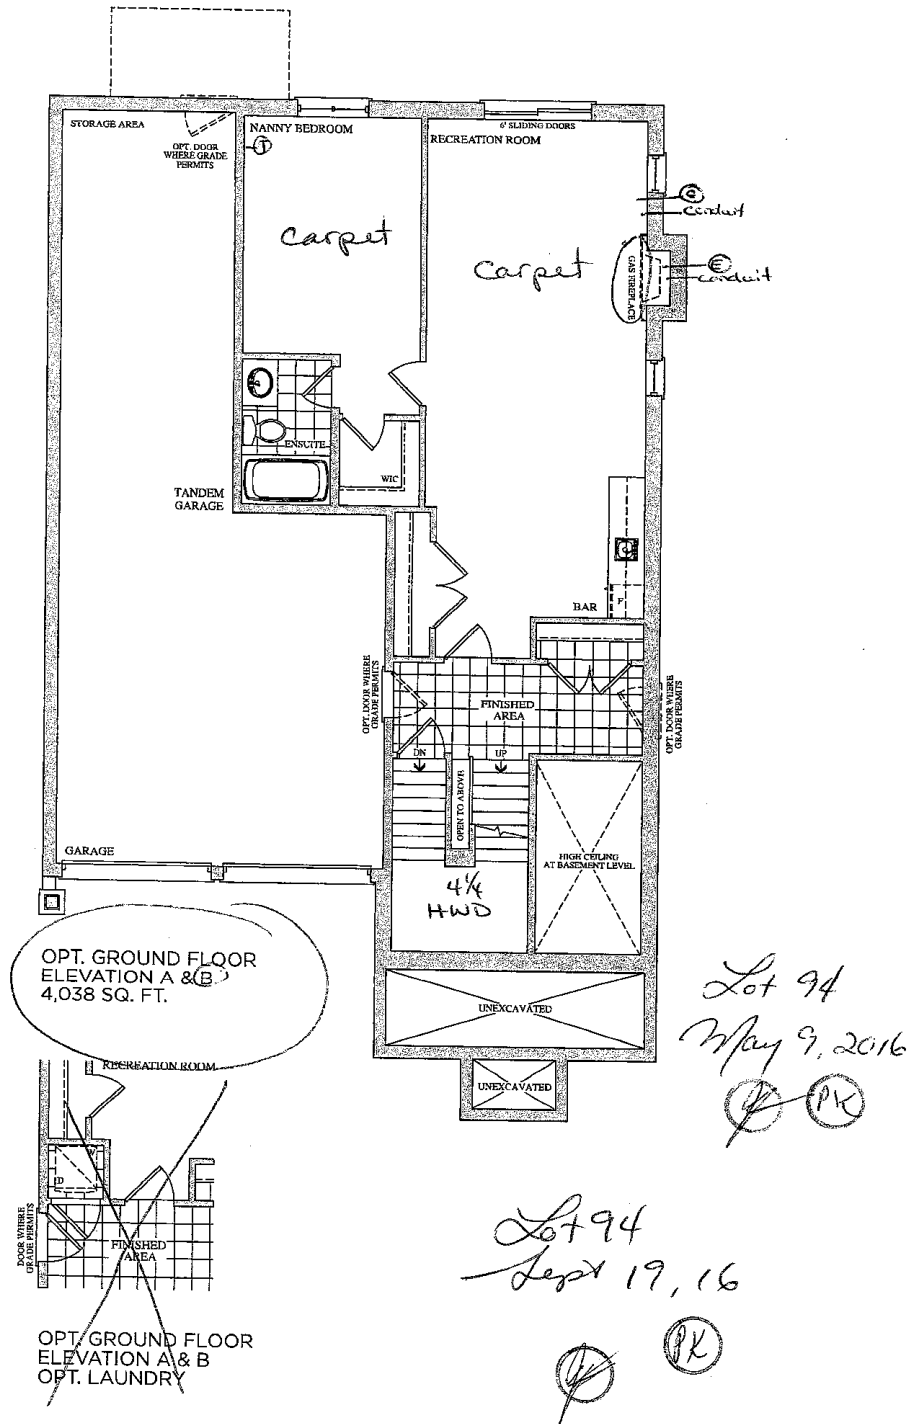 STORAGE AREA
OPT. DOOR
WHERE GRADE
PERMITS
NANNY BEDROOM
T
6' SLIDING DOORS
RECREATION ROOM
C
conduit
Carpet
Carpet
GAS FIREPLACE
E
conduit
ENSUITE
WIC
TANDEM
GARAGE
BAR
F
OPT. DOOR WHERE
GRADE PERMITS
FINISHED
AREA
OPT. DOOR WHERE
GRADE PERMITS
DN
UP
OPEN TO ABOVE
GARAGE
HIGH CEILING
AT BASEMENT LEVEL
4 1/4
HWD
OPT. GROUND FLOOR
ELEVATION A & B
4,038 SQ. FT.
UNEXCAVATED
UNEXCAVATED
Lot 94
May 9, 2016
PK
RECREATION ROOM
W
D
DOOR WHERE
GRADE PERMITS
FINISHED
AREA
Lot 94
Sept 19, 16
PK
OPT. GROUND FLOOR
ELEVATION A & B
OPT. LAUNDRY